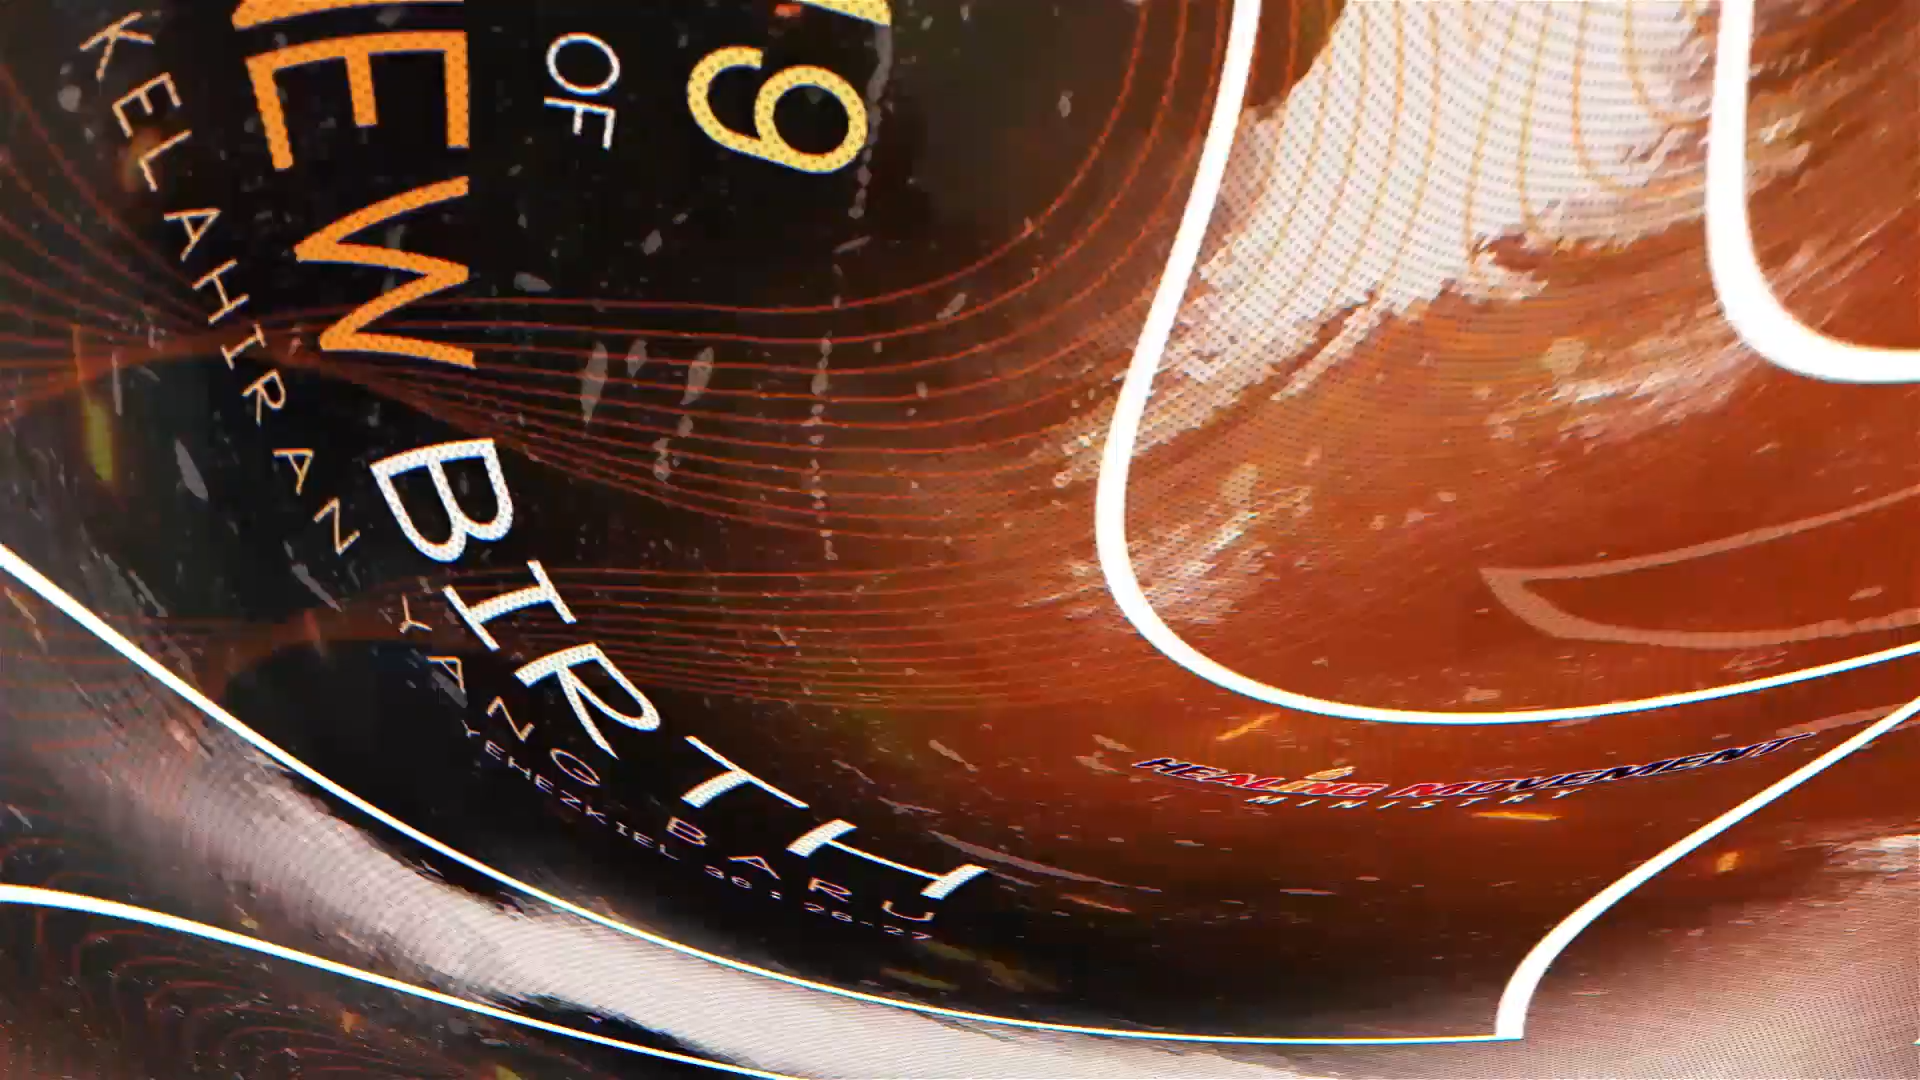 9
OF
NEW BIRTH
KELAHIRAN YANG BARU
YEHEZKIEL 36 : 26-27
HEALING MOVEMENT
MINISTRY